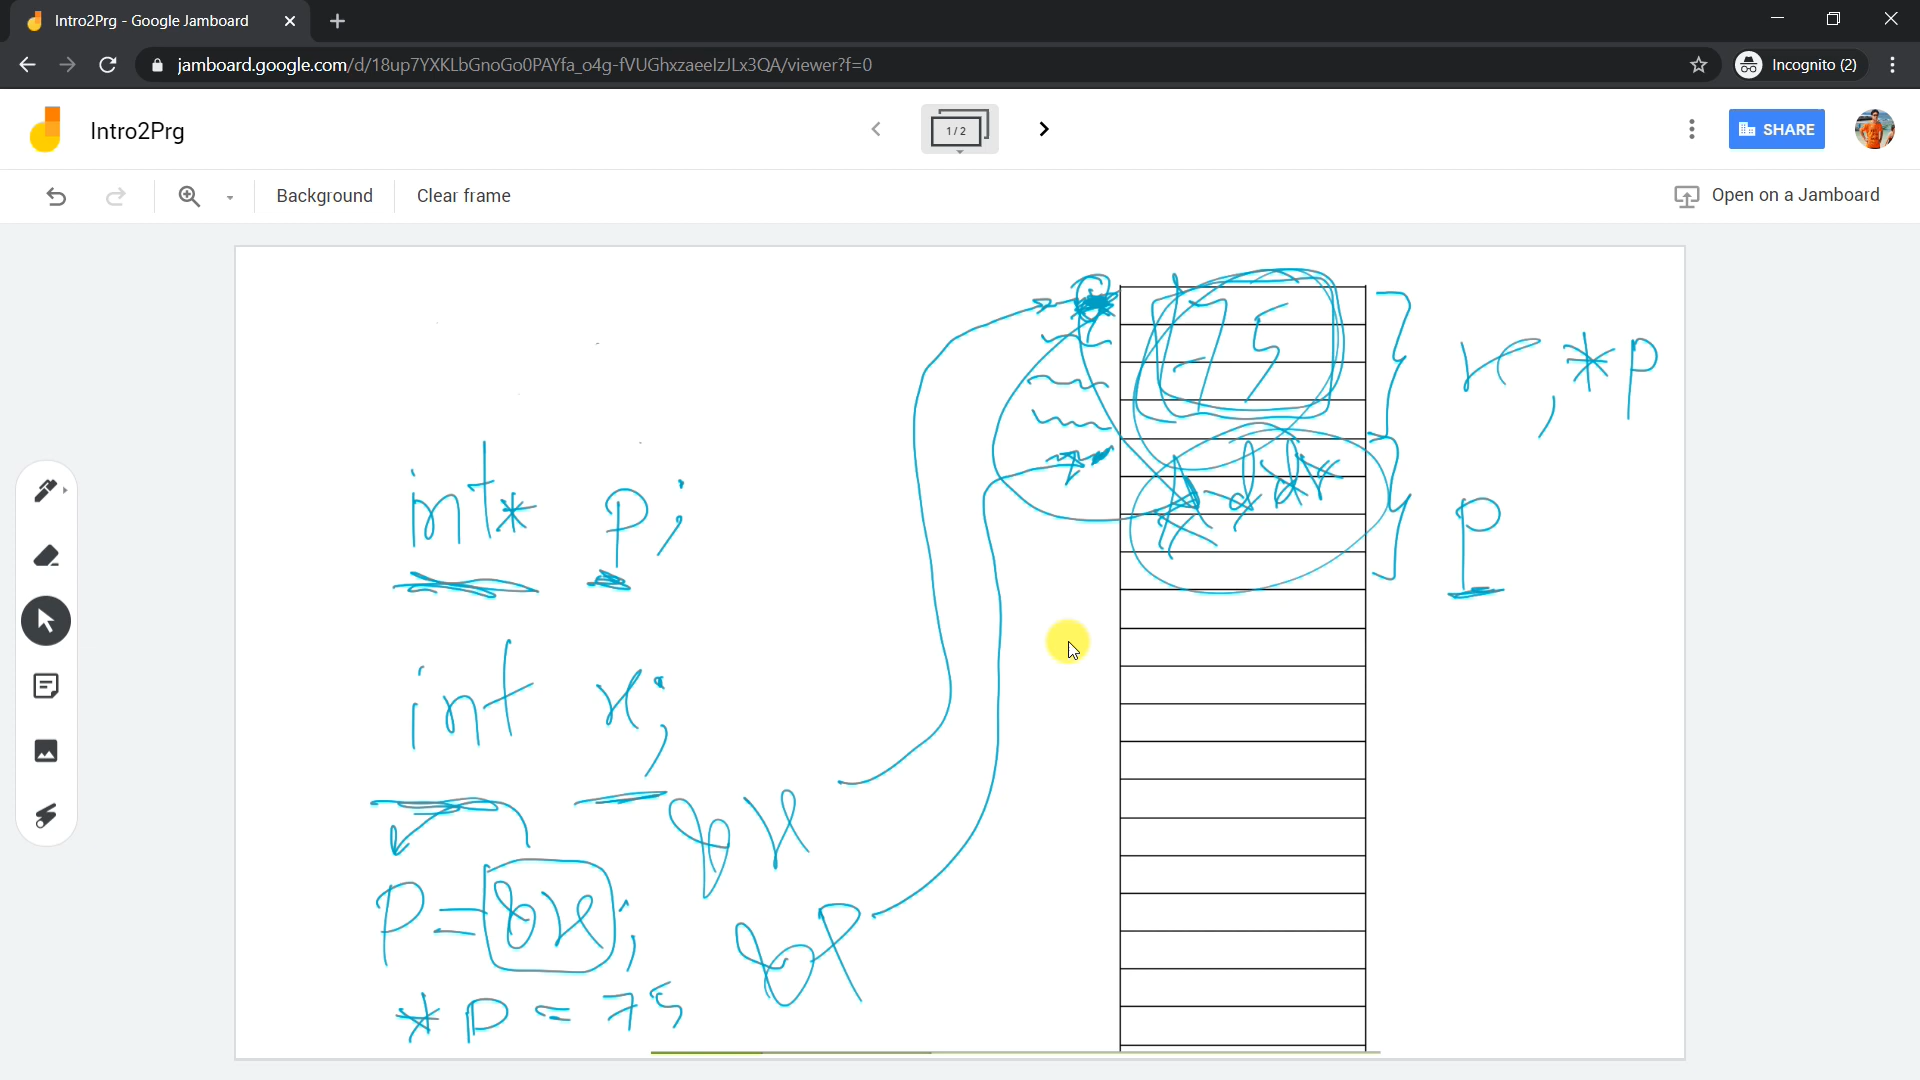 Intro2Prg - Google Jamboard
jamboard.google.com/d/18up7YXKLbGnoGo0PAYfa_o4g-fVUGhxzaeelzJLx3QA/viewer?f=0
Incognito (2)
Intro2Prg
1 / 2
SHARE
Background
Clear frame
Open on a Jamboard
75
x, *p
Addr
p
int* p;
int x;
&x
P=&x;
&P
*p = 75